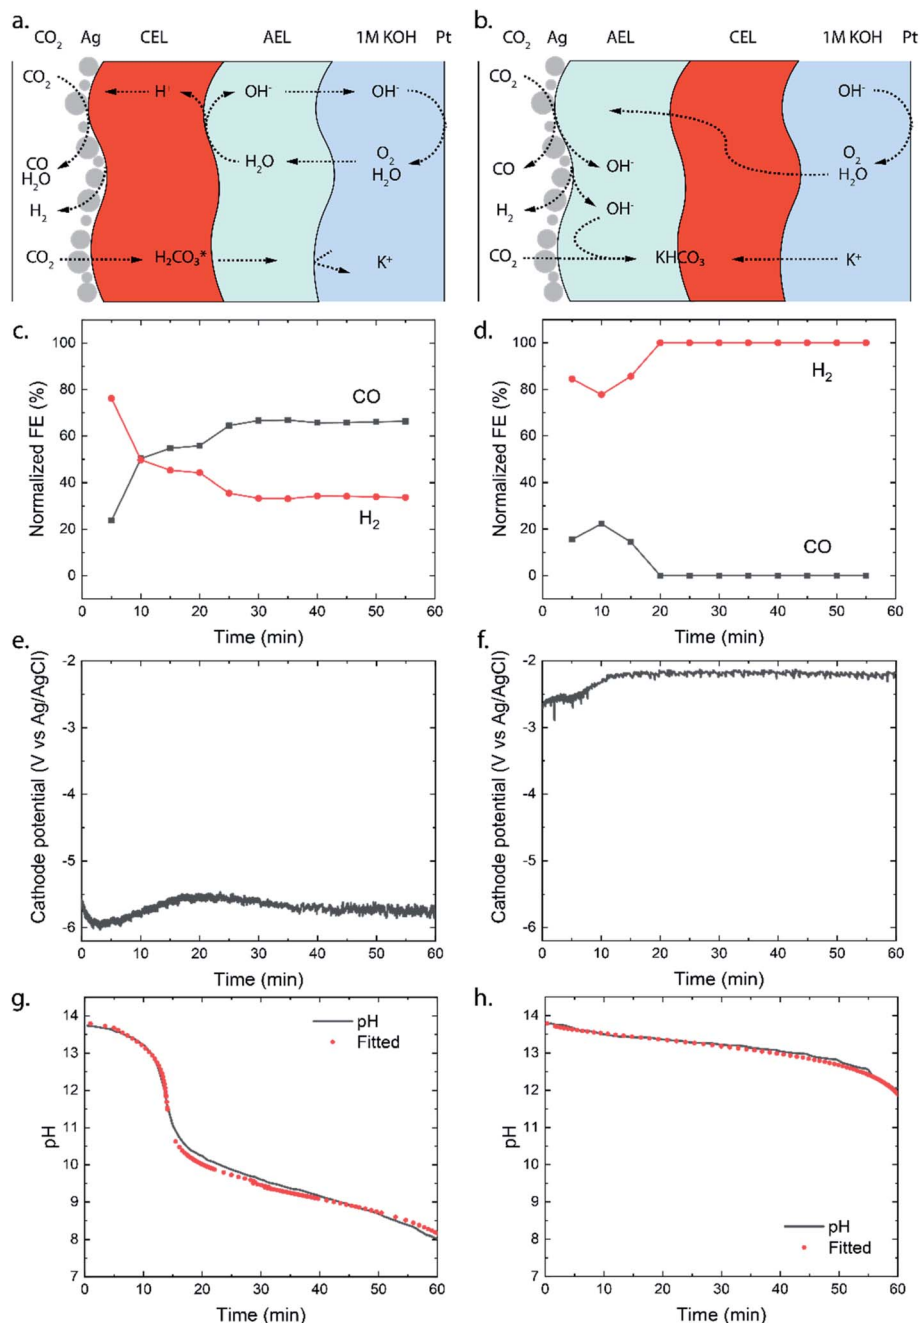 a.
CO2 Ag CEL AEL 1M KOH Pt
CO2 H+ OH- OH-
CO
H2O
H2O
O2
H2O
H2
CO2 H2CO3* K+
b.
CO2 Ag AEL CEL 1M KOH Pt
CO2 OH-
CO OH-
O2
H2O
H2 OH-
CO2 KHCO3 K+
c.
Normalized FE (%)
100
80
60
40
20
0
CO
H2
0 10 20 30 40 50 60
Time (min)
d.
Normalized FE (%)
100
80
60
40
20
0
H2
CO
0 10 20 30 40 50 60
Time (min)
e.
Cathode potential (V vs Ag/AgCl)
-2
-3
-4
-5
-6
0 10 20 30 40 50 60
Time (min)
f.
Cathode potential (V vs Ag/AgCl)
-2
-3
-4
-5
-6
0 10 20 30 40 50 60
Time (min)
g.
pH
14
13
12
11
10
9
8
7
pH
Fitted
0 10 20 30 40 50 60
Time (min)
h.
pH
14
13
12
11
10
9
8
7
pH
Fitted
0 10 20 30 40 50 60
Time (min)